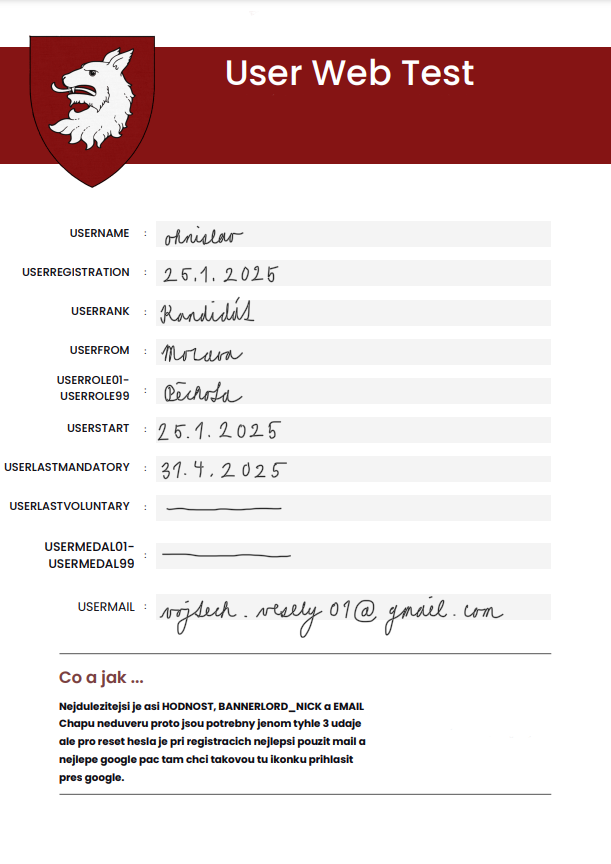 User Web Test
USERNAME : ohnislav
USERREGISTRATION : 25.1.2025
USERRANK : Kandidát
USERFROM : Morava
USERROLE01-
USERROLE99 : Pěchota
USERSTART : 25.1.2025
USERLASTMANDATORY : 31.4.2025
USERLASTVOLUNTARY :
USERMEDAL01-
USERMEDAL99 :
USERMAIL : vojtech.vesely01@gmail.com
Co a jak ...
Nejdulezitejsi je asi HODNOST, BANNERLORD_NICK a EMAIL
Chapu neduveru proto jsou potrebny jenom tyhle 3 udaje
ale pro reset hesla je pri registracich nejlepsi pouzit mail a
nejlepe google pac tam chci takovou tu ikonku prihlasit
pres google.